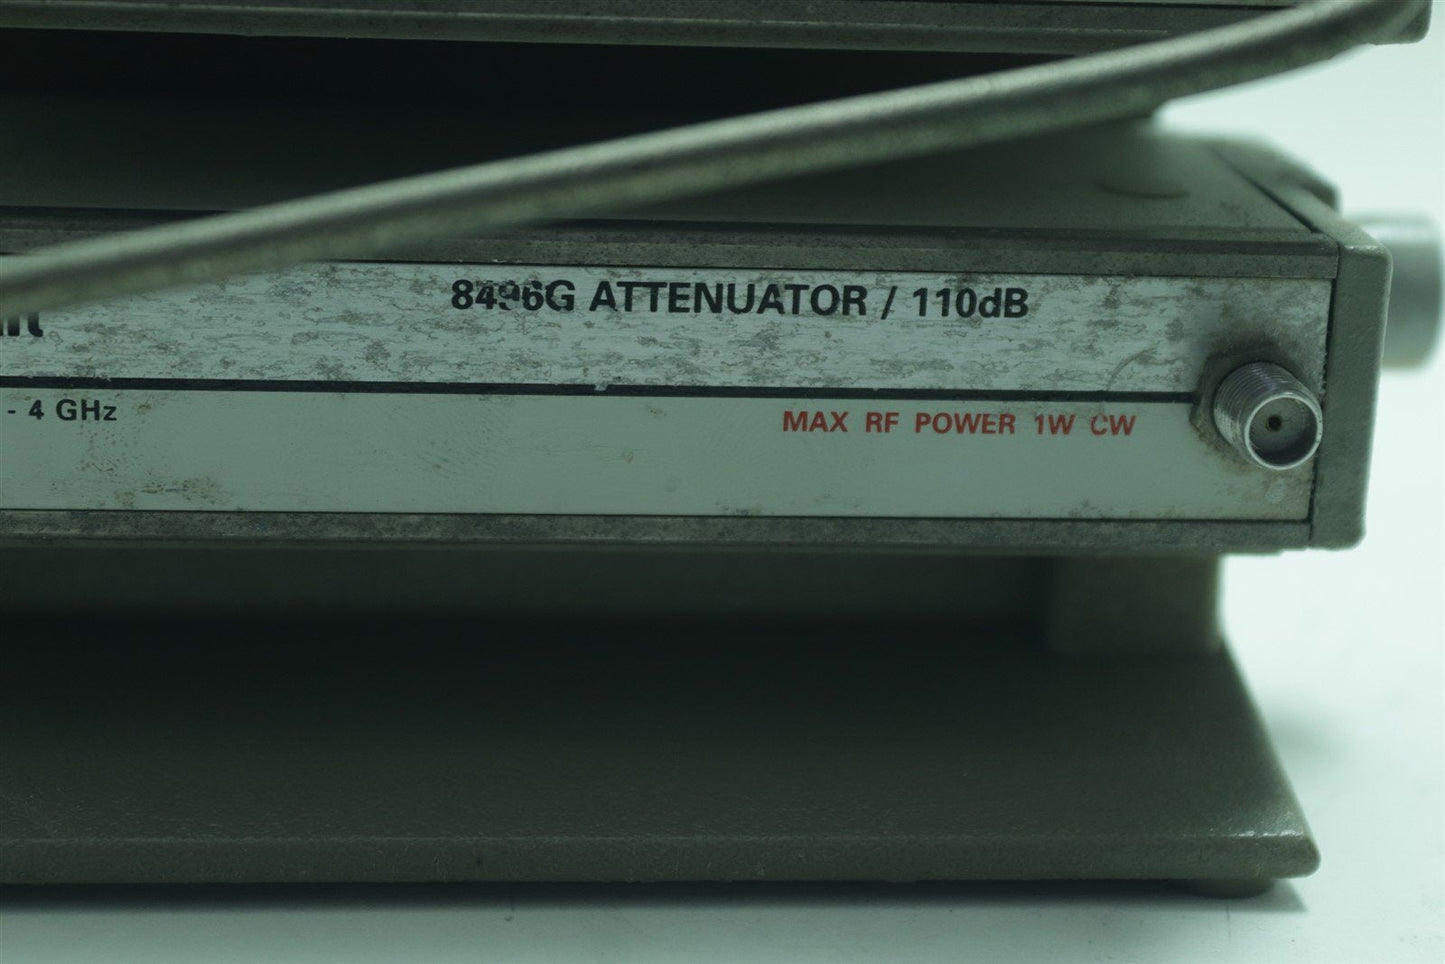 8496G ATTENUATOR / 110dB
- 4 GHz
MAX RF POWER 1W CW